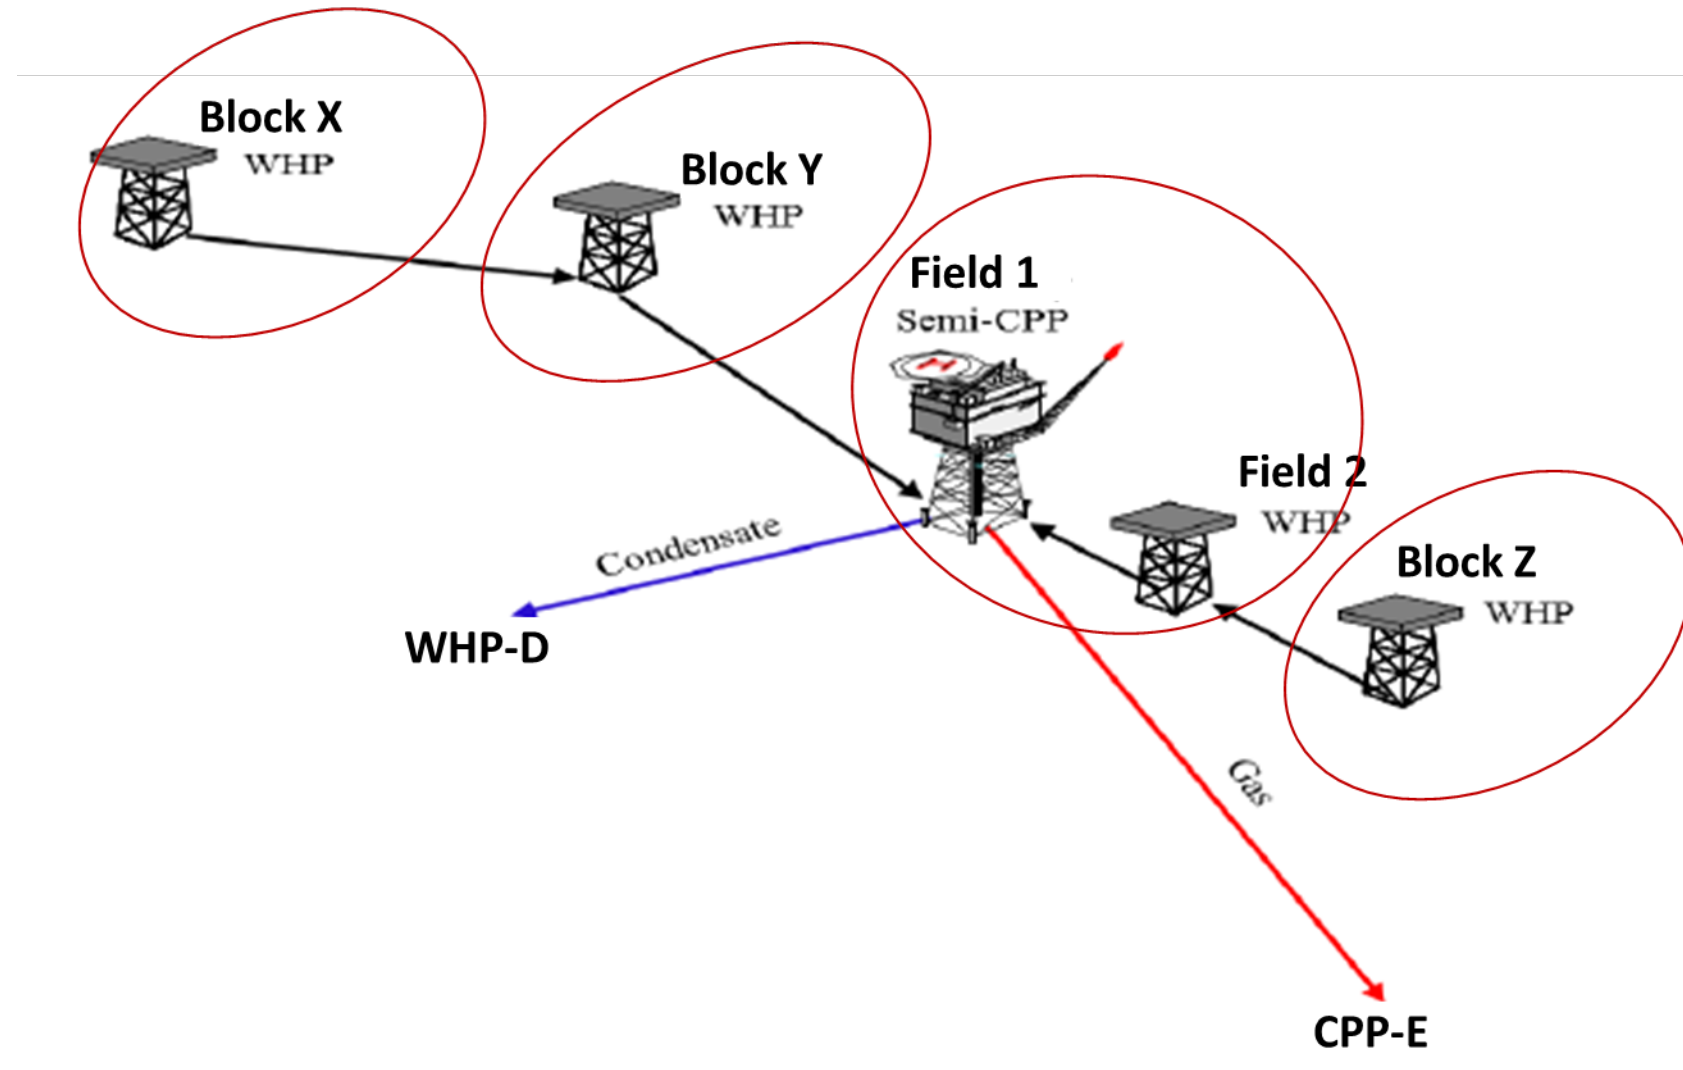 Block X
WHP
Block Y
WHP
Field 1
Semi-CPP
Field 2
WHP
Block Z
WHP
Condensate
WHP-D
Gas
CPP-E